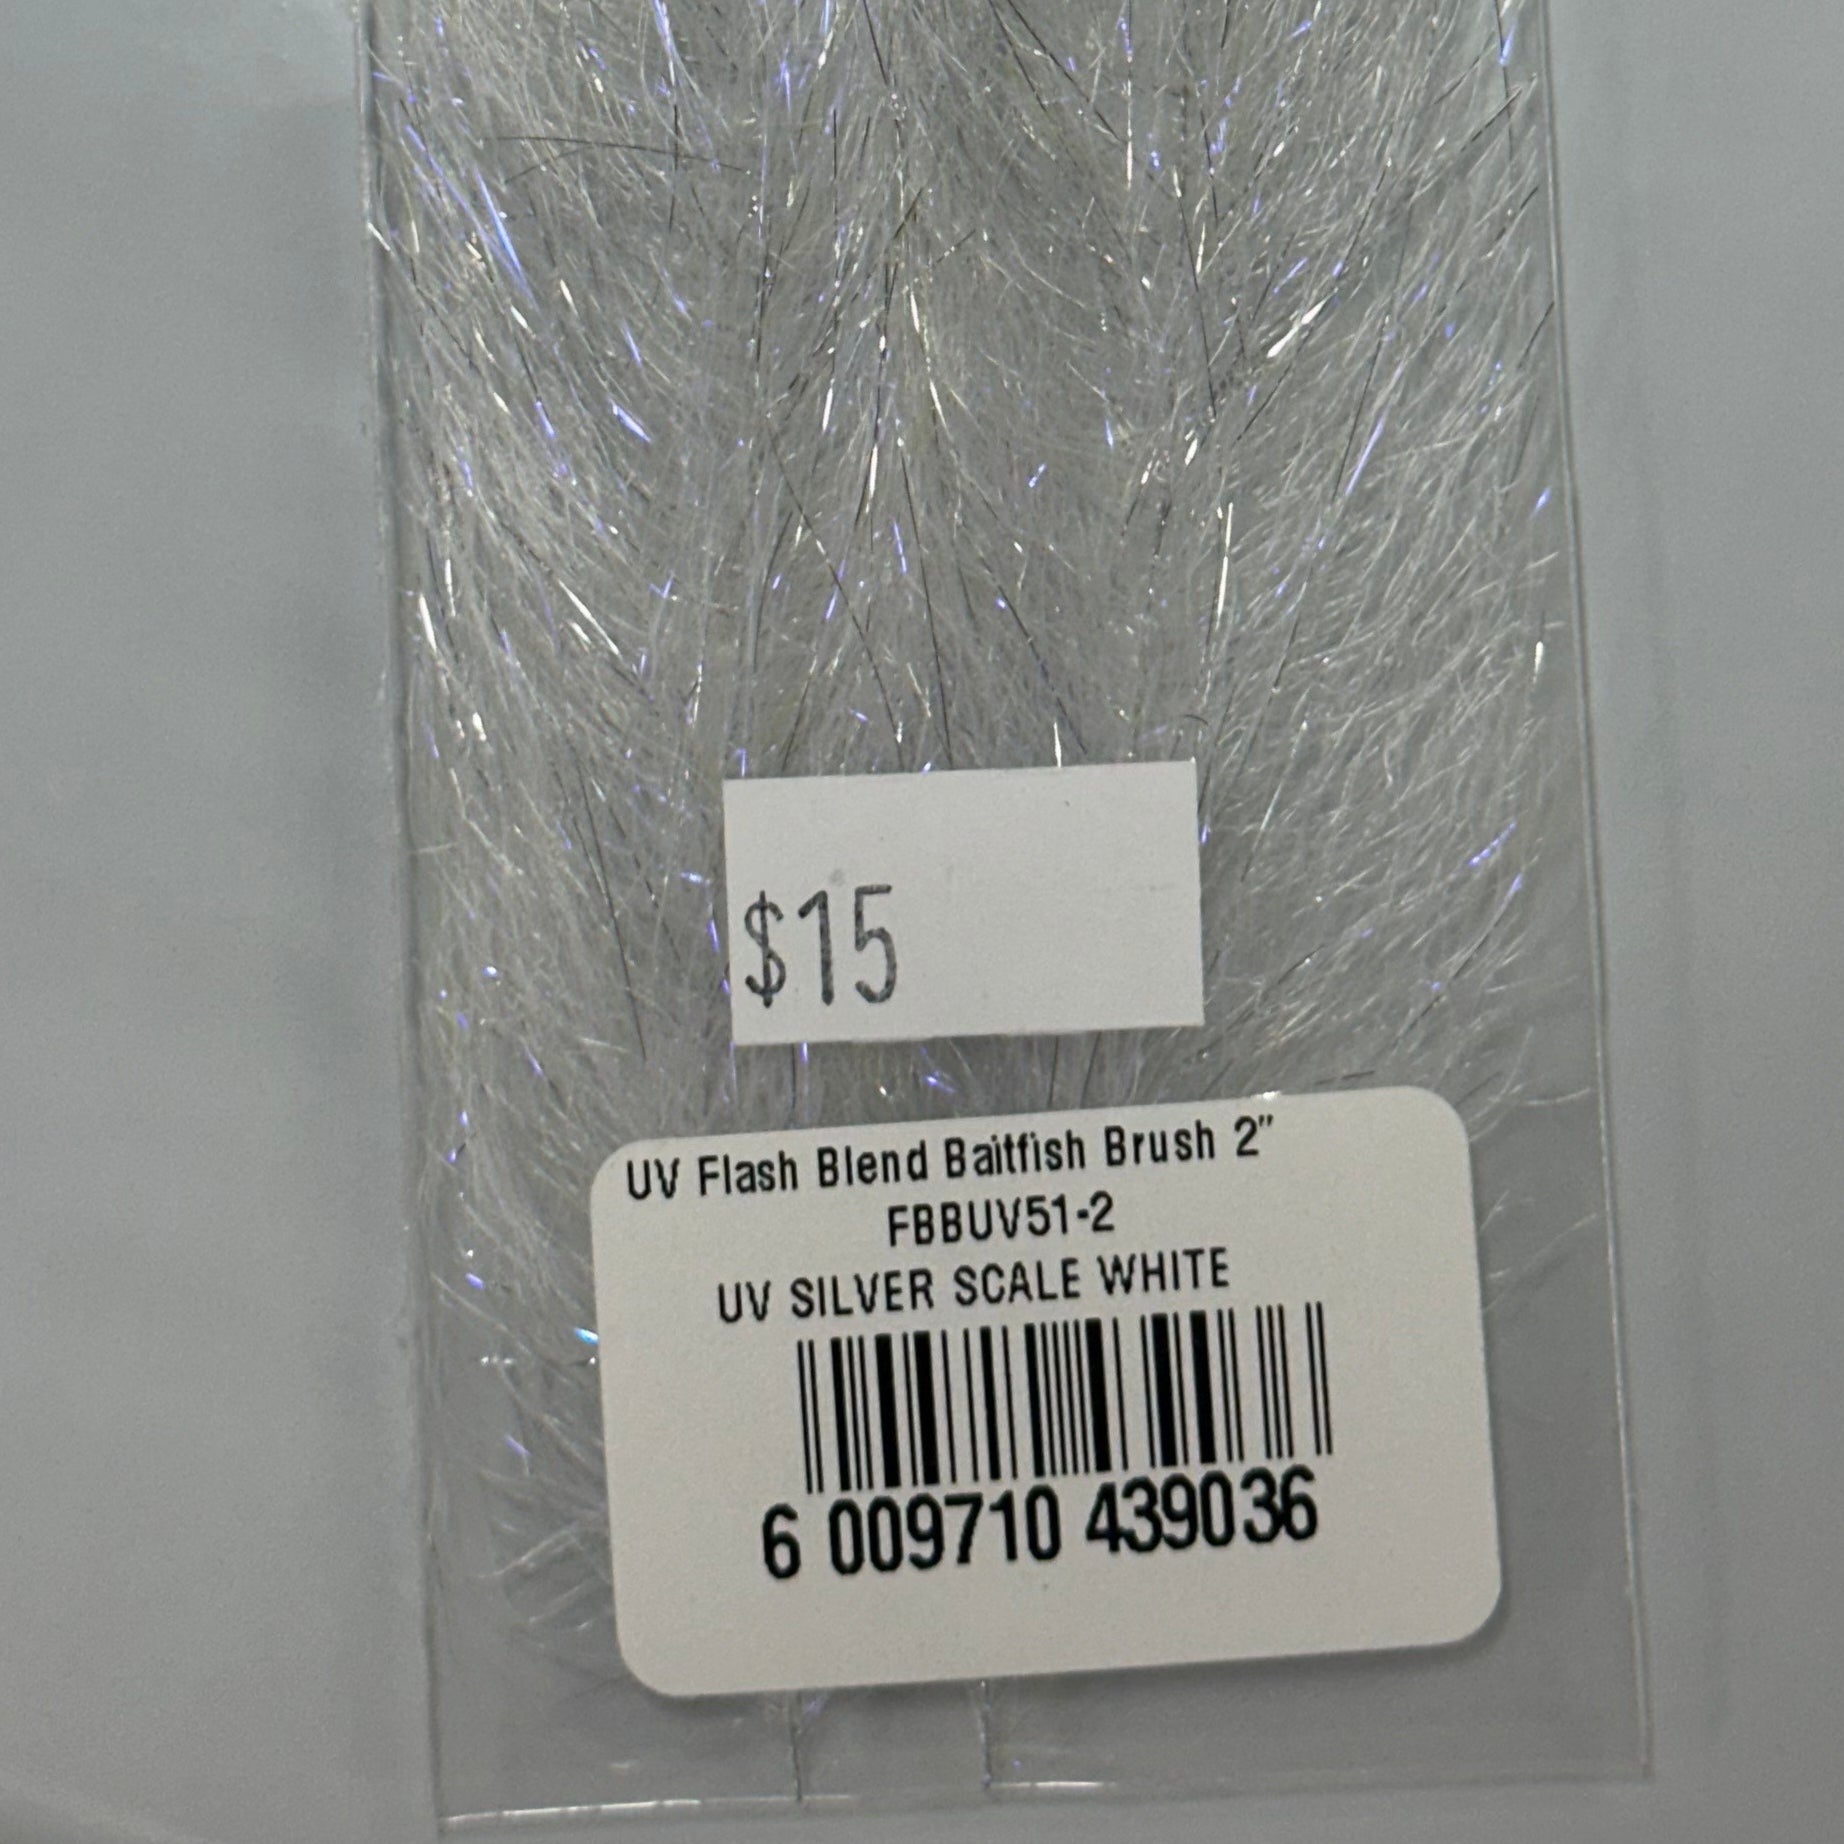 $15
UV Flash Blend Baitfish Brush 2"
FBBUV51-2
UV SILVER SCALE WHITE
6 009710 439036